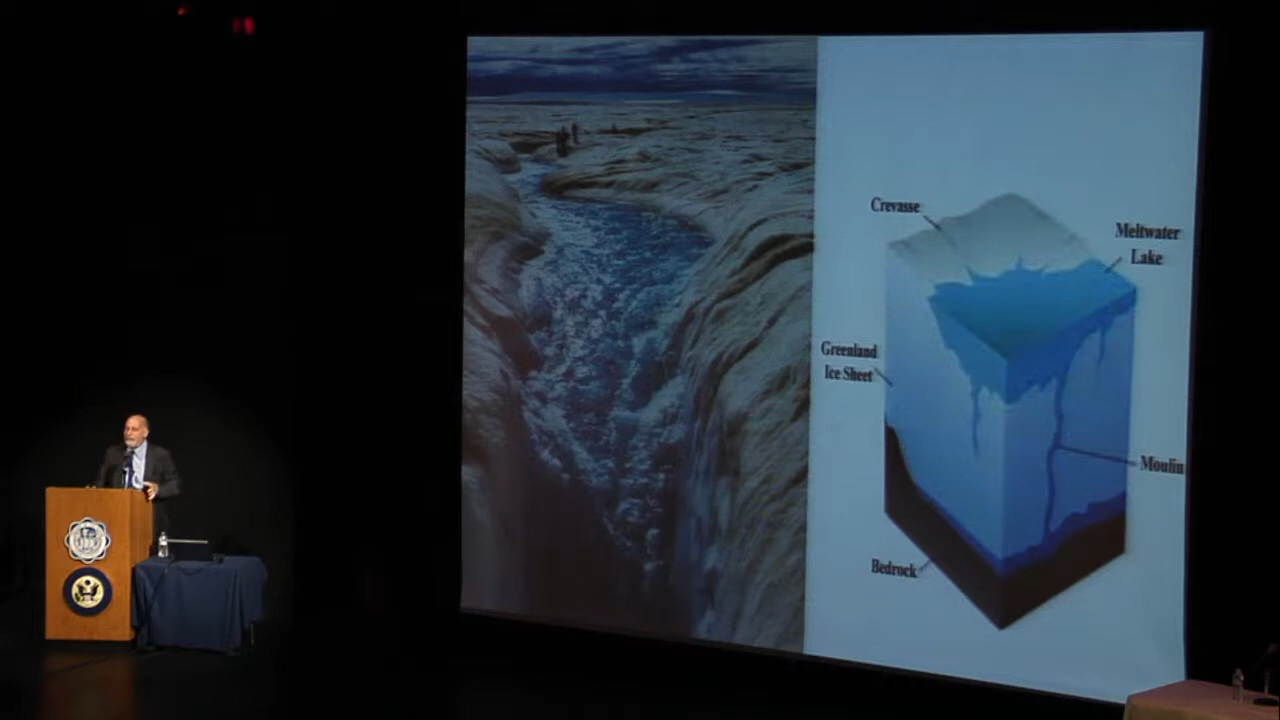 Crevasse
Meltwater
Lake
Greenland
Ice Sheet
Moulin
Bedrock